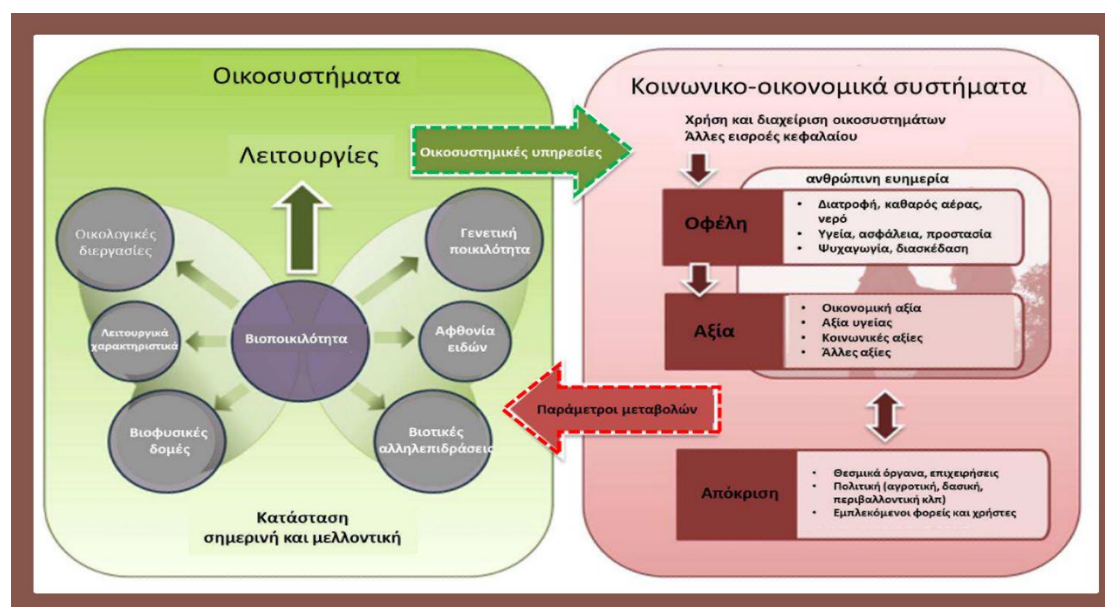 Οικοσυστήματα
Λειτουργίες
Οικολογικές
διεργασίες
Γενετική
ποικιλότητα
Λειτουργικά
χαρακτηριστικά
Βιοποικιλότητα
Αφθονία
ειδών
Βιοφυσικές
δομές
Βιοτικές
αλληλεπιδράσεις
Κατάσταση
σημερινή και μελλοντική
Οικοσυστημικές υπηρεσίες
Παράμετροι μεταβολών
Κοινωνικο-οικονομικά συστήματα
Χρήση και διαχείριση οικοσυστημάτων
Άλλες εισροές κεφαλαίου
ανθρώπινη ευημερία
Οφέλη
• Διατροφή, καθαρός αέρας,
νερό
• Υγεία, ασφάλεια, προστασία
• Ψυχαγωγία, διασκέδαση
Αξία
• Οικονομική αξία
• Αξία υγείας
• Κοινωνικές αξίες
• Άλλες αξίες
Απόκριση
• Θεσμικά όργανα, επιχειρήσεις
• Πολιτική (αγροτική, δασική,
περιβαλλοντική κλπ)
• Εμπλεκόμενοι φορείς και χρήστες